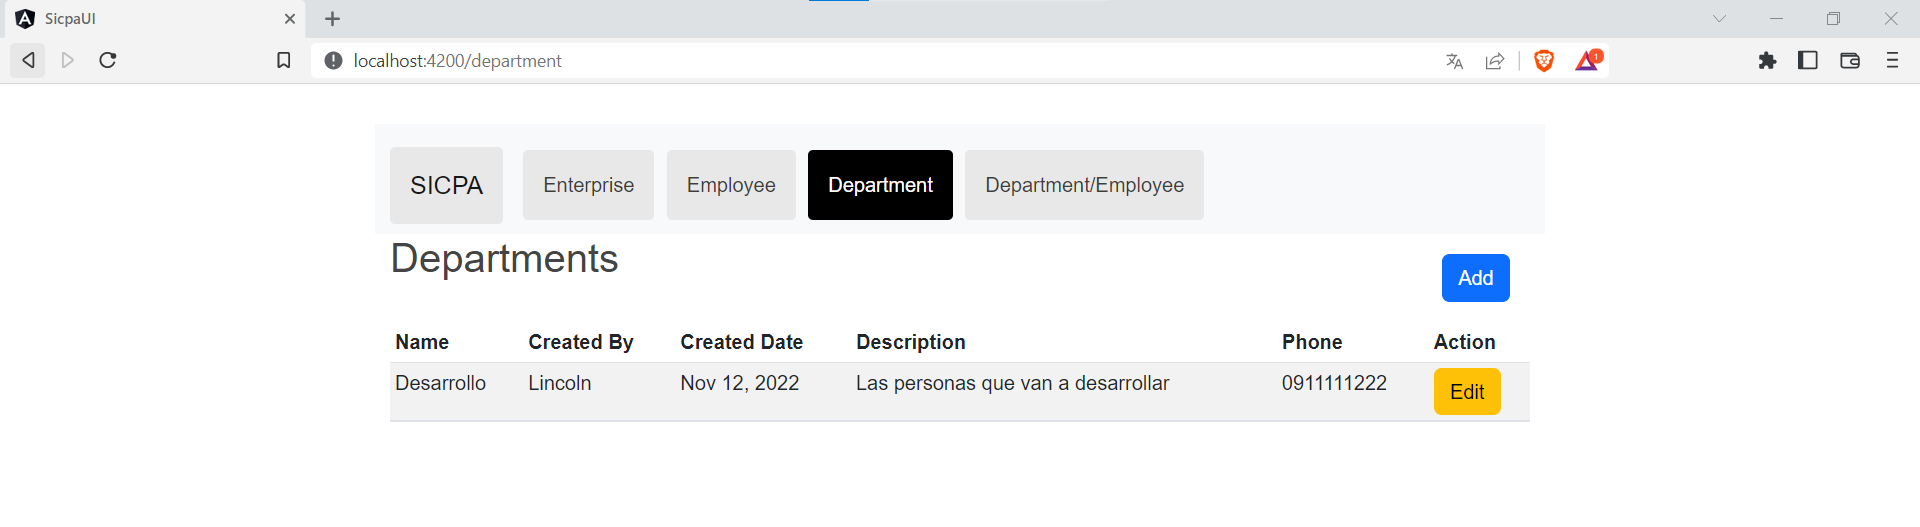 SicpaUI
localhost:4200/department
1
SICPA Enterprise Employee Department Department/Employee
Departments
Add
Name Created By Created Date Description Phone Action
Desarrollo Lincoln Nov 12, 2022 Las personas que van a desarrollar 0911111222 Edit